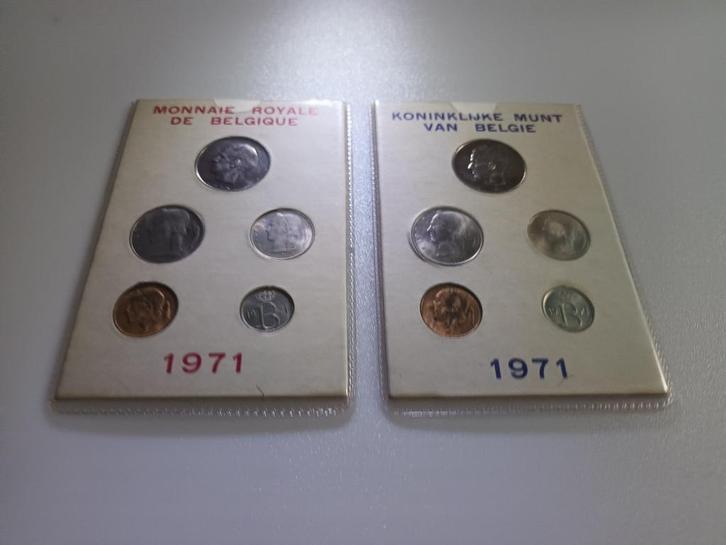 MONNAIE ROYALE
DE BELGIQUE
1971
KONINKLIJKE MUNT
VAN BELGIE
1971